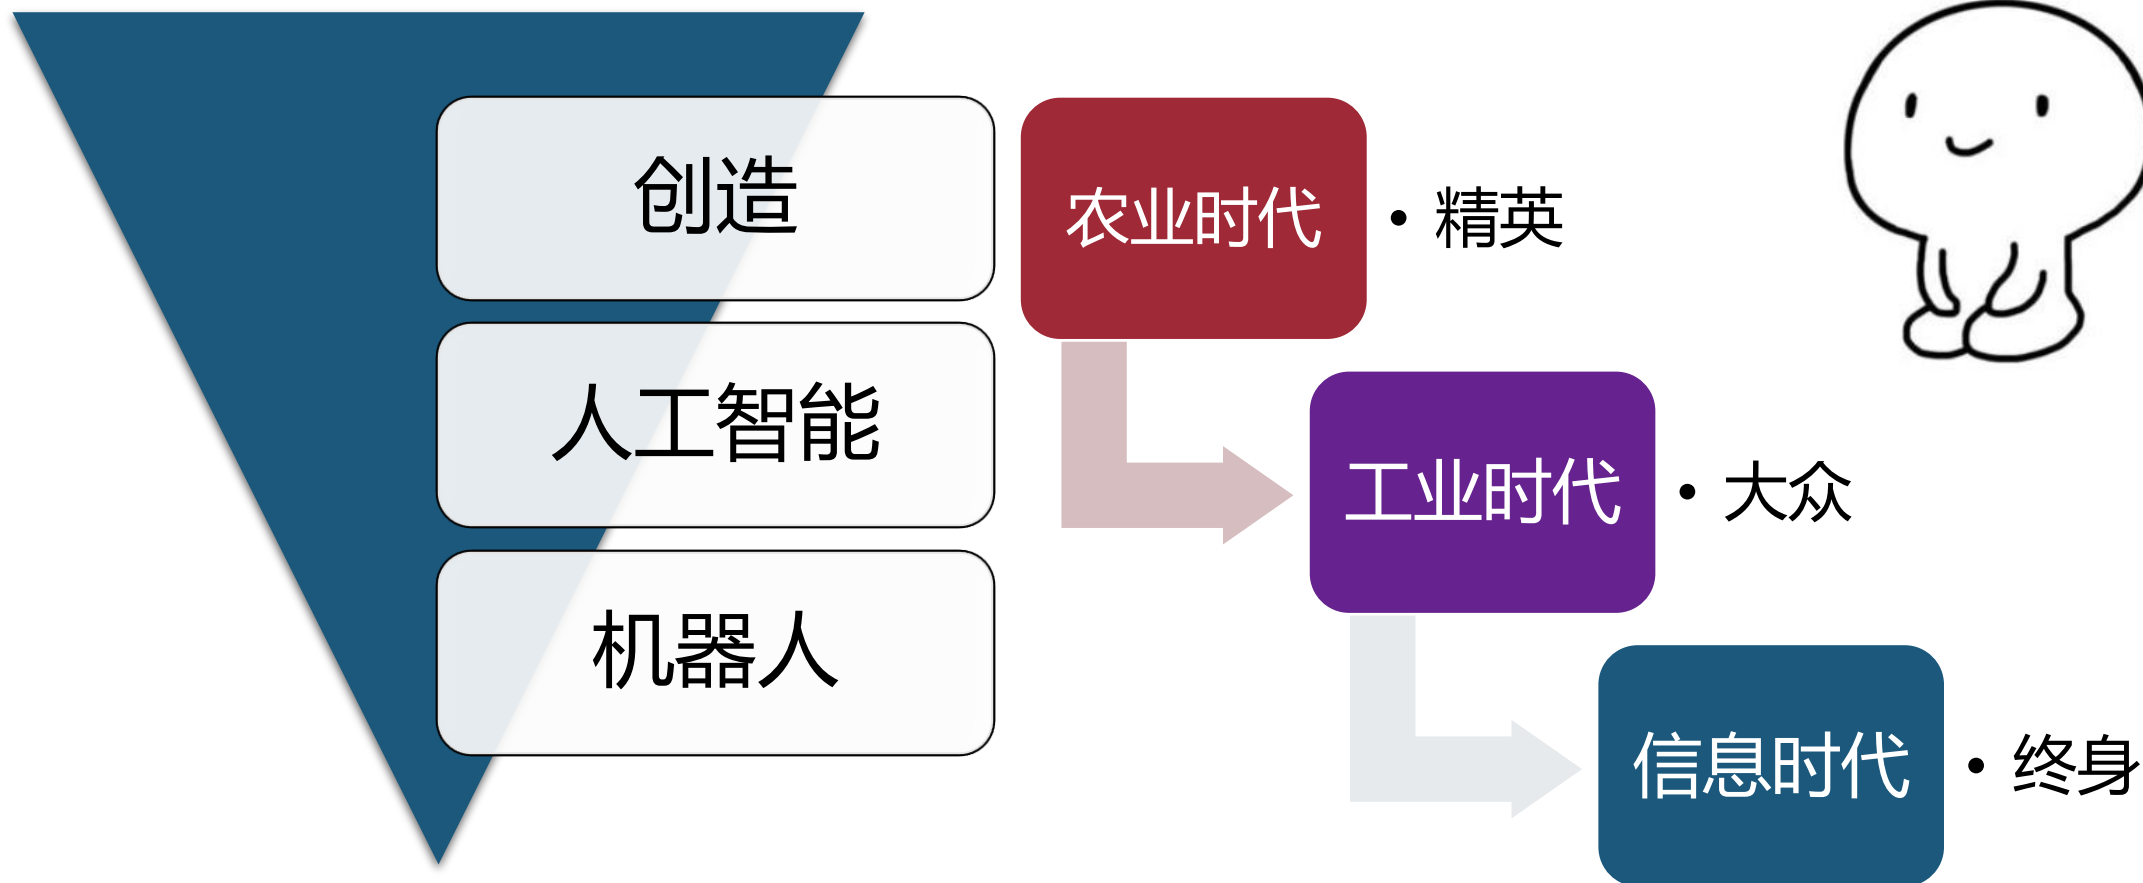 创造
人工智能
机器人
农业时代
• 精英
工业时代
• 大众
信息时代
• 终身